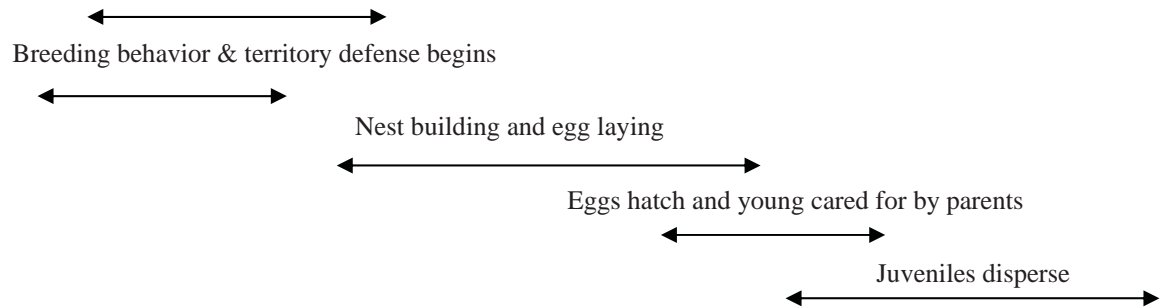 Breeding behavior & territory defense begins
Nest building and egg laying
Eggs hatch and young cared for by parents
Juveniles disperse